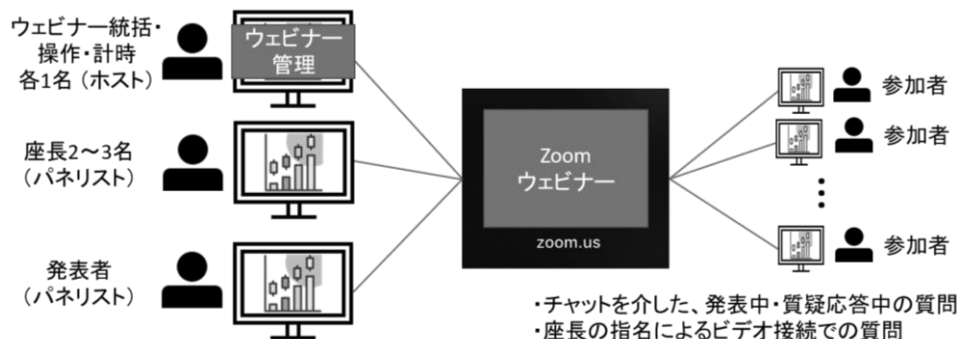 ウェビナー統括・
操作・計時
各1名（ホスト）
ウェビナー
管理
座長2～3名
（パネリスト）
発表者
（パネリスト）
Zoom
ウェビナー
zoom.us
参加者
参加者
参加者
・チャットを介した、発表中・質疑応答中の質問
・座長の指名によるビデオ接続での質問